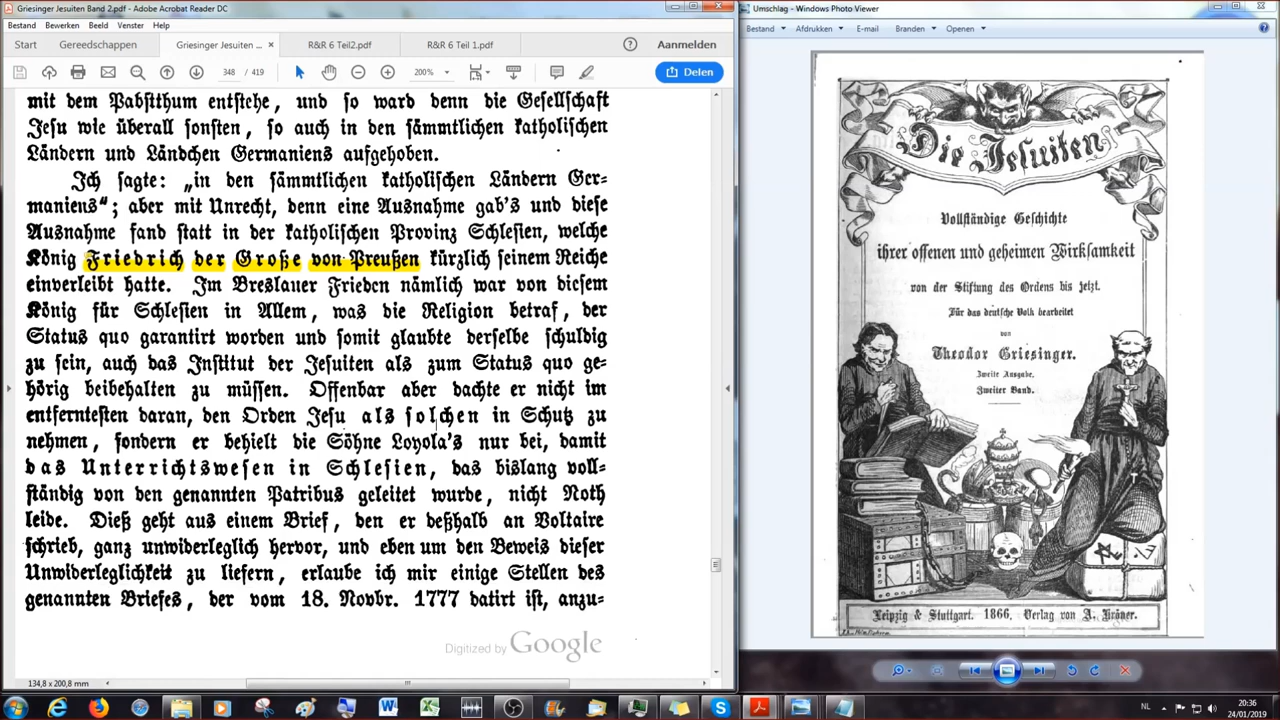 Griesinger Jesuiten Band 2.pdf - Adobe Acrobat Reader DC
Bestand Bewerken Beeld Venster Help
Start Gereedschappen Griesinger Jesuiten ... × R&R 6 Teil2.pdf R&R 6 Teil 1.pdf Aanmelden
348 / 419 200% Delen
mit dem Pabstthum entstehe, und so ward denn die Gesellschaft
Jesu wie überall sonsten, so auch in den sämmtlichen katholischen
Ländern und Ländchen Germaniens aufgehoben.
Ich sagte: „in den sämmtlichen katholischen Ländern Ger-
maniens“; aber mit Unrecht, denn eine Ausnahme gab's und diese
Ausnahme fand statt in der katholischen Provinz Schlesien, welche
König Friedrich der Große von Preußen kürzlich seinem Reiche
einverleibt hatte. Im Breslauer Frieden nämlich war von diesem
König für Schlesien in Allem, was die Religion betraf, der
Status quo garantirt worden und somit glaubte derselbe schuldig
zu sein, auch das Institut der Jesuiten als zum Status quo ge-
hörig beibehalten zu müssen. Offenbar aber dachte er nicht im
entferntesten daran, den Orden Jesu als solchen in Schutz zu
nehmen, sondern er behielt die Söhne Loyola's nur bei, damit
das Unterrichtswesen in Schlesien, das bislang voll-
ständig von den genannten Patribus geleitet wurde, nicht Noth
leide. Dieß geht aus einem Brief, den er deßhalb an Voltaire
schrieb, ganz unwiderleglich hervor, und eben um den Beweis dieser
Unwiderleglichkeit zu liefern, erlaube ich mir einige Stellen des
genannten Briefes, der vom 18. Novbr. 1777 datirt ist, anzu-
Digitized by Google
134,8 x 200,8 mm
Umschlag - Windows Photo Viewer
Bestand Afdrukken E-mail Branden Openen
Die Jesuiten
Vollständige Geschichte
ihrer offenen und geheimen Wirksamkeit
von der Stiftung des Ordens bis jetzt.
Für das deutsche Volk bearbeitet
von
Theodor Griesinger.
Zweite Ausgabe.
Zweiter Band.
Leipzig & Stuttgart. 1866. Verlag von A. Kröner.
NL 20:36
24/01/2019